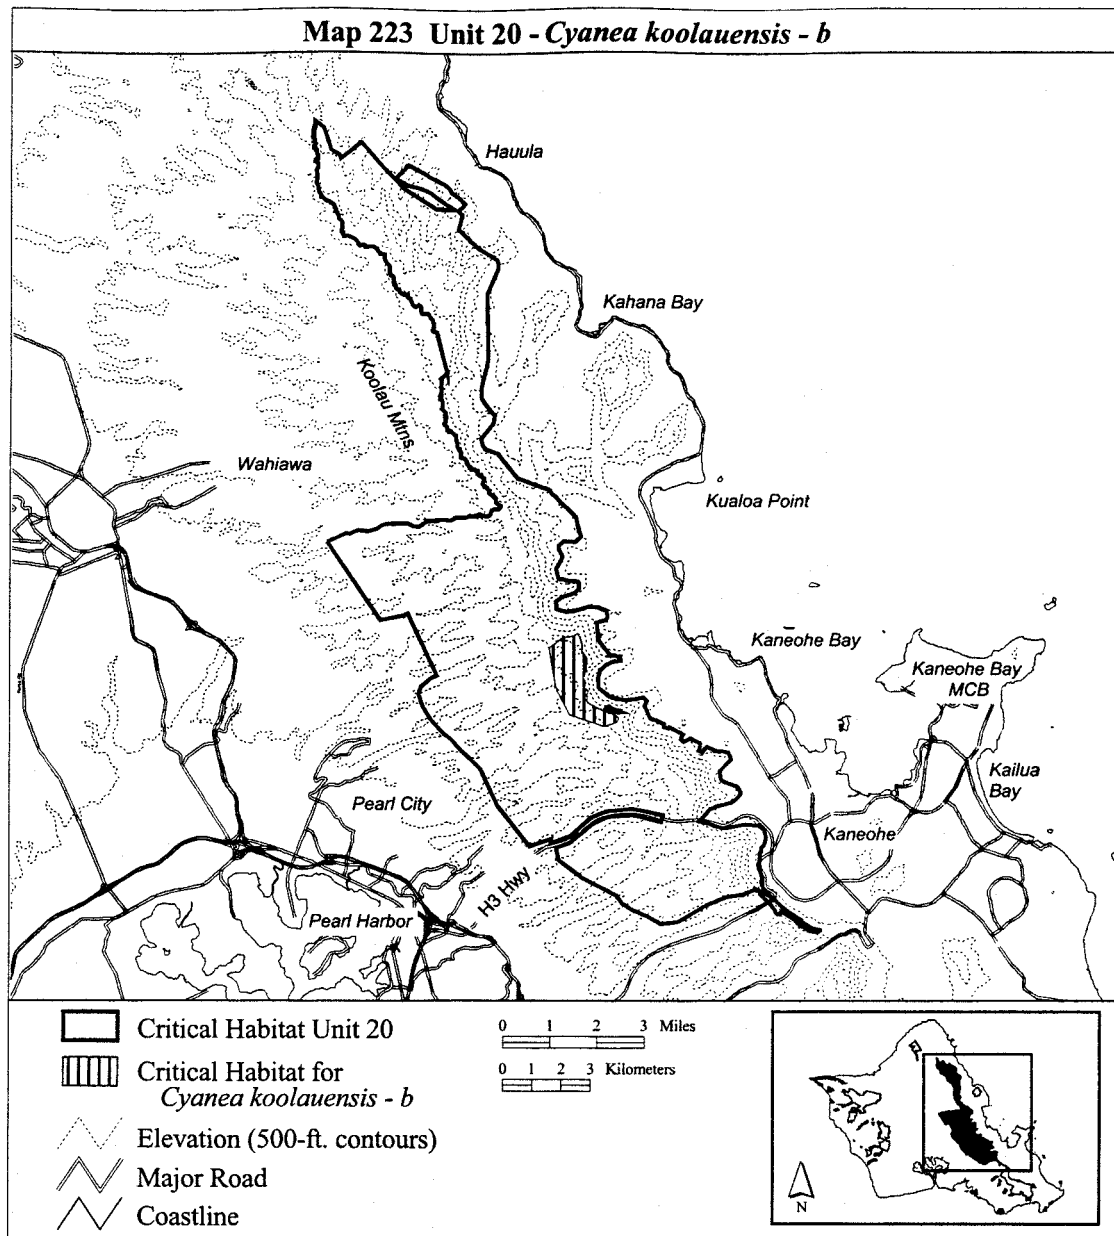 Map 223 Unit 20 - Cyanea koolauensis - b
Hauula
Kahana Bay
Koolau Mtns
Wahiawa
Kualoa Point
Kaneohe Bay
Kaneohe Bay
MCB
Kailua
Bay
Pearl City
Kaneohe
H3 Hwy
Pearl Harbor
Critical Habitat Unit 20
Critical Habitat for
Cyanea koolauensis - b
Elevation (500-ft. contours)
Major Road
Coastline
0 1 2 3 Miles
0 1 2 3 Kilometers
N